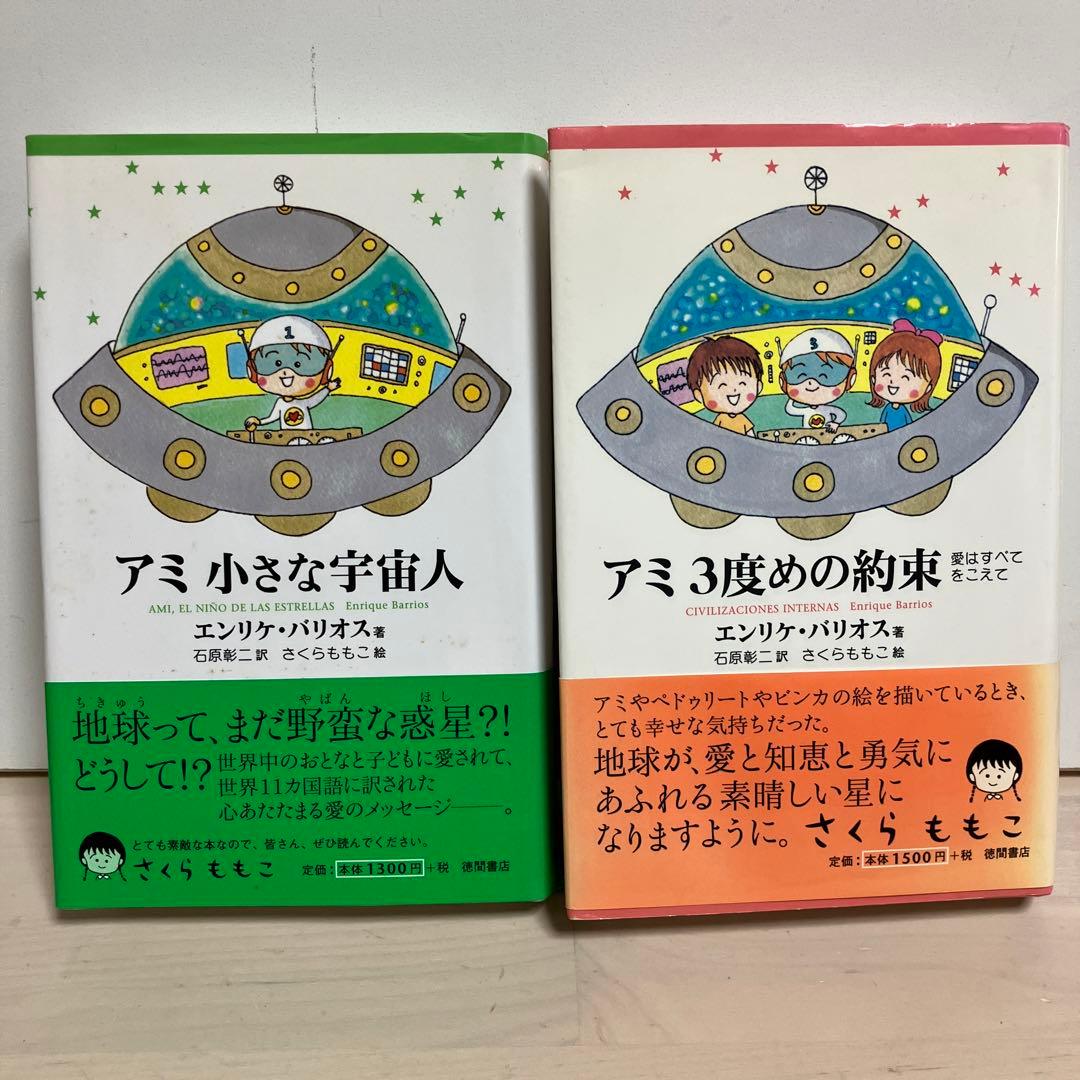 1
アミ 小さな宇宙人
AMI, EL NIÑO DE LAS ESTRELLAS Enrique Barrios
エンリケ・バリオス著
石原彰二訳 さくらももこ絵
ちきゅう やばん ほし
地球って、まだ野蛮な惑星?!
どうして!?
世界中のおとなと子どもに愛されて、
世界11カ国語に訳された
心あたたまる愛のメッセージ――。
とても素敵な本なので、皆さん、ぜひ読んでください。
さくらももこ
定価:本体1300円+税 徳間書店
3
アミ 3度めの約束 愛はすべて
をこえて
CIVILIZACIONES INTERNAS Enrique Barrios
エンリケ・バリオス著
石原彰二訳 さくらももこ絵
アミやペドゥリートやビンカの絵を描いているとき、
とても幸せな気持ちだった。
地球が、愛と知恵と勇気に
あふれる素晴しい星に
なりますように。さくらももこ
定価:本体1500円+税 徳間書店